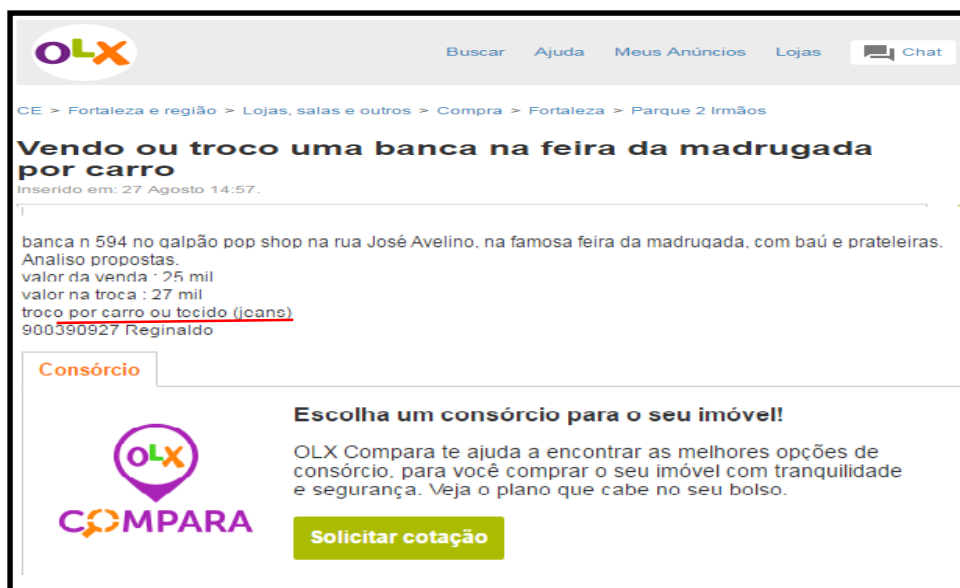 OLX
Buscar Ajuda Meus Anúncios Lojas Chat
CE > Fortaleza e região > Lojas, salas e outros > Compra > Fortaleza > Parque 2 Irmãos
Vendo ou troco uma banca na feira da madrugada
por carro
Inserido em: 27 Agosto 14:57.
banca n 594 no galpão pop shop na rua José Avelino, na famosa feira da madrugada, com baú e prateleiras.
Analiso propostas.
valor da venda : 25 mil
valor na troca : 27 mil
troco por carro ou tecido (jeans)
988390927 Reginaldo
Consórcio
Escolha um consórcio para o seu imóvel!
OLX Compara te ajuda a encontrar as melhores opções de
consórcio, para você comprar o seu imóvel com tranquilidade
e segurança. Veja o plano que cabe no seu bolso.
OLX
COMPARA
Solicitar cotação